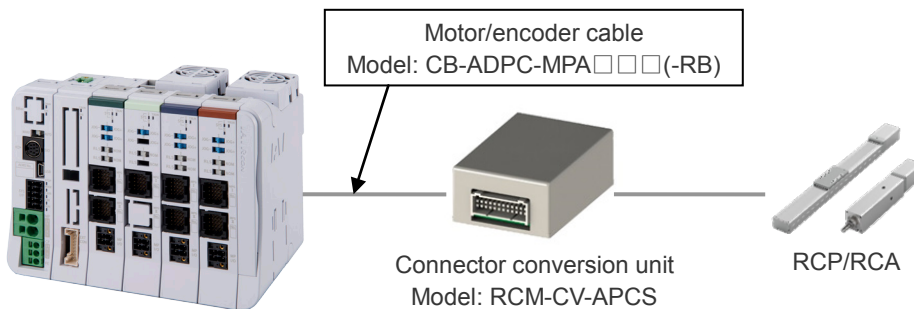 Motor/encoder cable
Model: CB-ADPC-MPA□□□(-RB)
Connector conversion unit
Model: RCM-CV-APCS
RCP/RCA